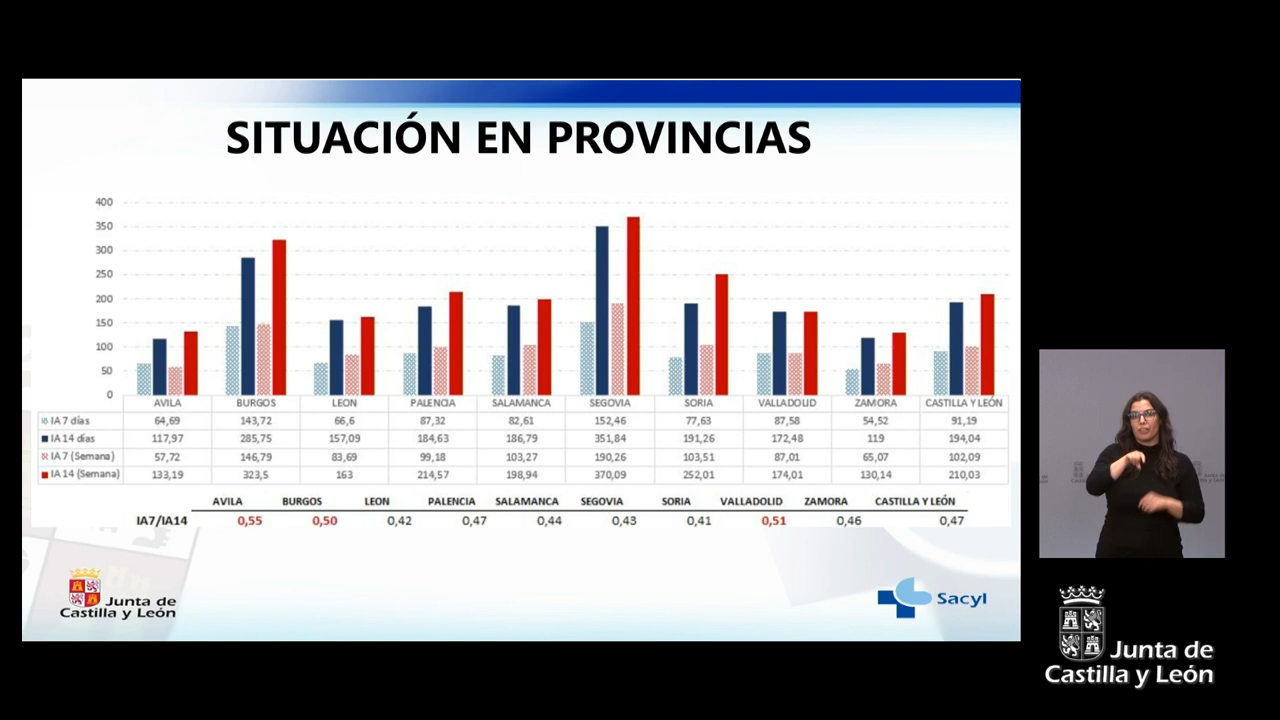 SITUACIÓN EN PROVINCIAS
400
350
300
250
200
150
100
50
0
AVILA BURGOS LEON PALENCIA SALAMANCA SEGOVIA SORIA VALLADOLID ZAMORA CASTILLA Y LEÓN
IA 7 días 64,69 143,72 66,6 87,32 82,61 152,46 77,63 87,58 54,52 91,19
IA 14 días 117,97 285,75 157,09 184,63 186,79 351,84 191,26 172,48 119 194,04
IA 7 (Semana) 57,72 146,79 83,69 99,18 103,27 190,26 103,51 87,01 65,07 102,09
IA 14 (Semana) 133,19 323,5 163 214,57 198,94 370,09 252,01 174,01 130,14 210,03
AVILA BURGOS LEON PALENCIA SALAMANCA SEGOVIA SORIA VALLADOLID ZAMORA CASTILLA Y LEÓN
IA7/IA14 0,55 0,50 0,42 0,47 0,44 0,43 0,41 0,51 0,46 0,47
Junta de
Castilla y León
Sacyl
Junta de
Castilla y León